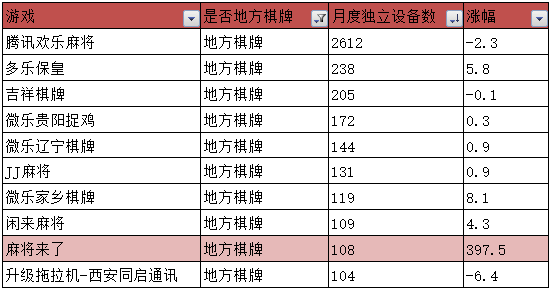 游戏 是否地方棋牌 月度独立设备数 涨幅
腾讯欢乐麻将 地方棋牌 2612 -2.3
多乐保皇 地方棋牌 238 5.8
吉祥棋牌 地方棋牌 205 -0.1
微乐贵阳捉鸡 地方棋牌 172 0.3
微乐辽宁棋牌 地方棋牌 144 0.9
JJ麻将 地方棋牌 131 0.9
微乐家乡棋牌 地方棋牌 119 8.1
闲来麻将 地方棋牌 109 4.3
麻将来了 地方棋牌 108 397.5
升级拖拉机-西安同启通讯 地方棋牌 104 -6.4